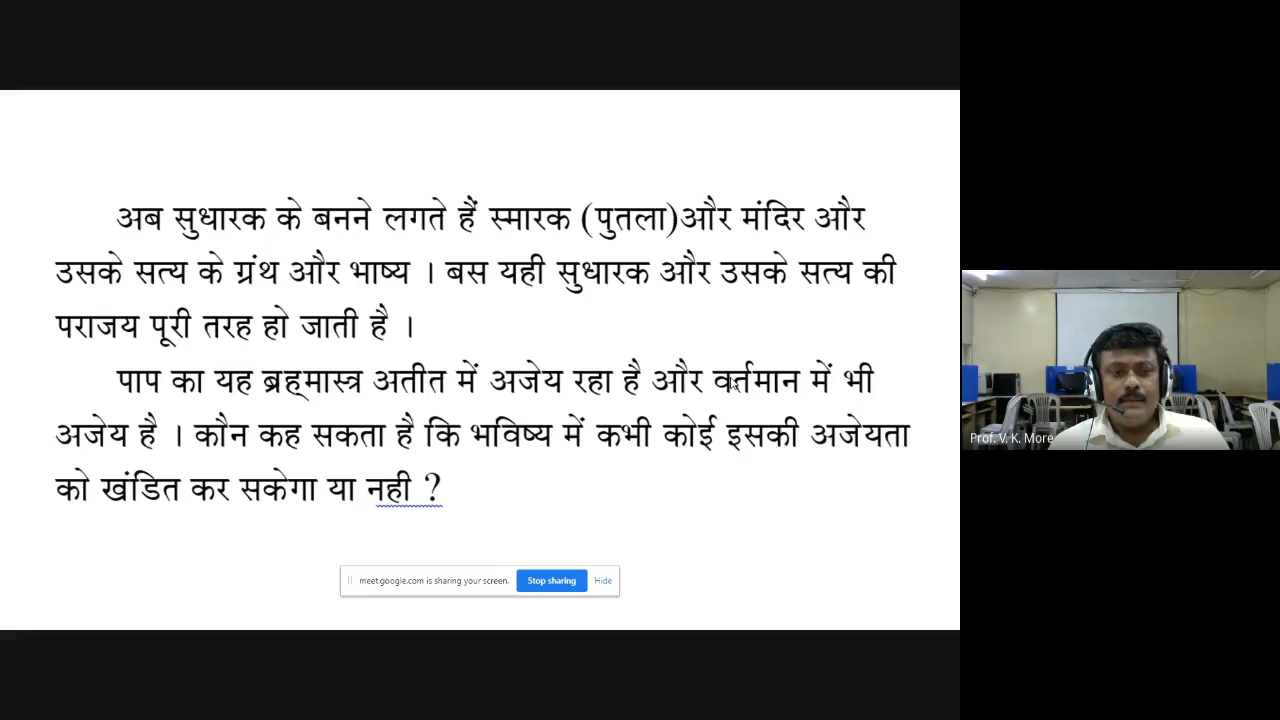 अब सुधारक के बनने लगते हैं स्मारक (पुतला)और मंदिर और
उसके सत्य के ग्रंथ और भाष्य । बस यही सुधारक और उसके सत्य की
पराजय पूरी तरह हो जाती है ।
पाप का यह ब्रह्मास्त्र अतीत में अजेय रहा है और वर्तमान में भी
अजेय है । कौन कह सकता है कि भविष्य में कभी कोई इसकी अजेयता
को खंडित कर सकेगा या नही ?
meet.google.com is sharing your screen. Stop sharing Hide
Prof. V. K. More